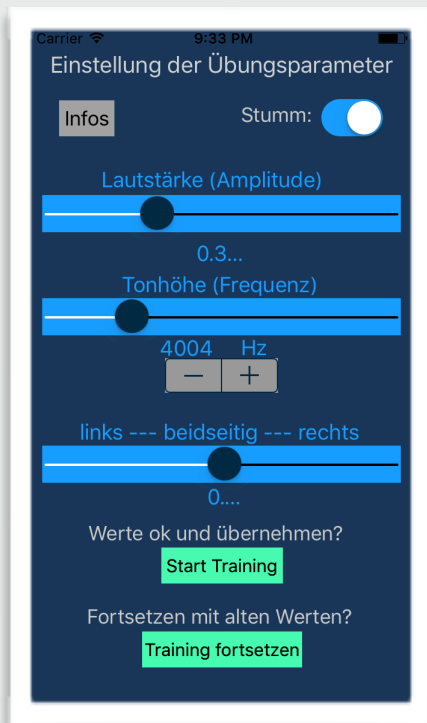 Carrier 9:33 PM
Einstellung der Übungsparameter
Infos
Stumm:
Lautstärke (Amplitude)
0.3...
Tonhöhe (Frequenz)
4004 Hz
− +
links --- beidseitig --- rechts
0....
Werte ok und übernehmen?
Start Training
Fortsetzen mit alten Werten?
Training fortsetzen